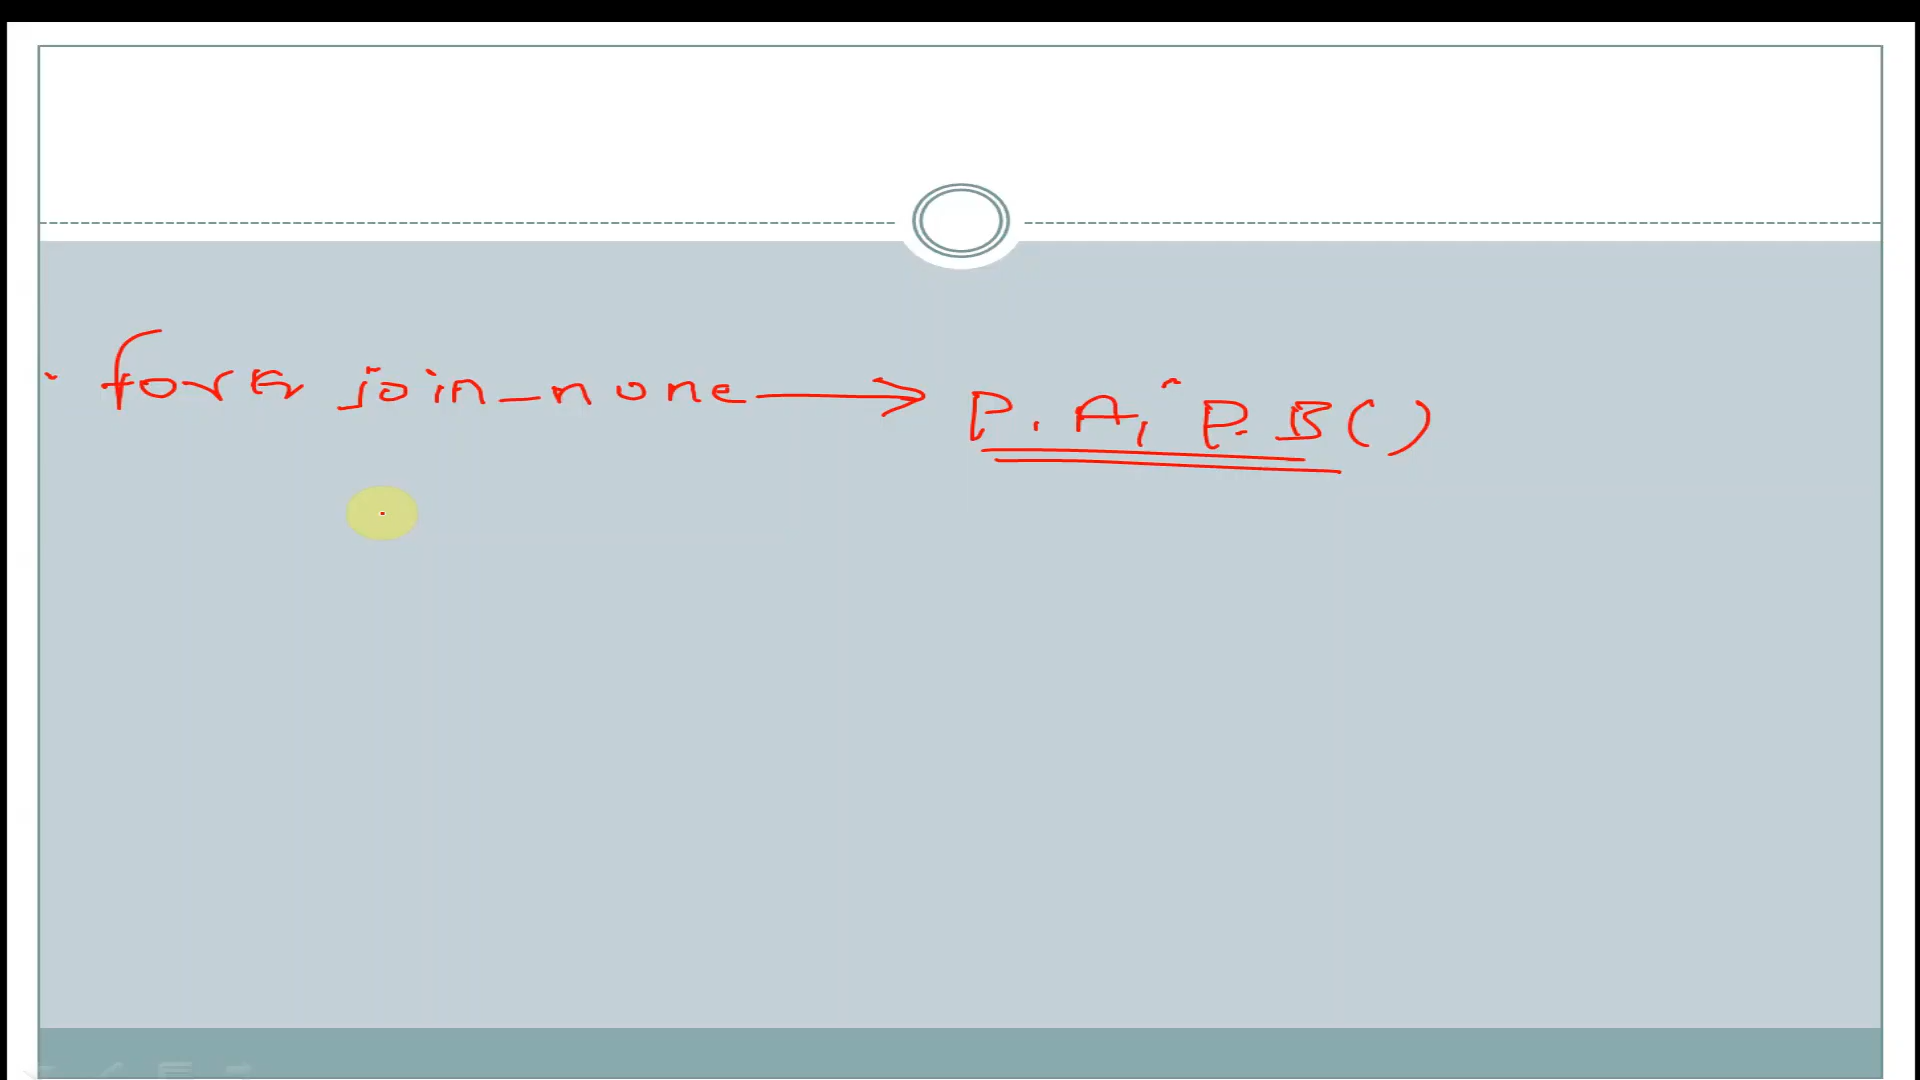 fork join_none → P. A, P. B ( )